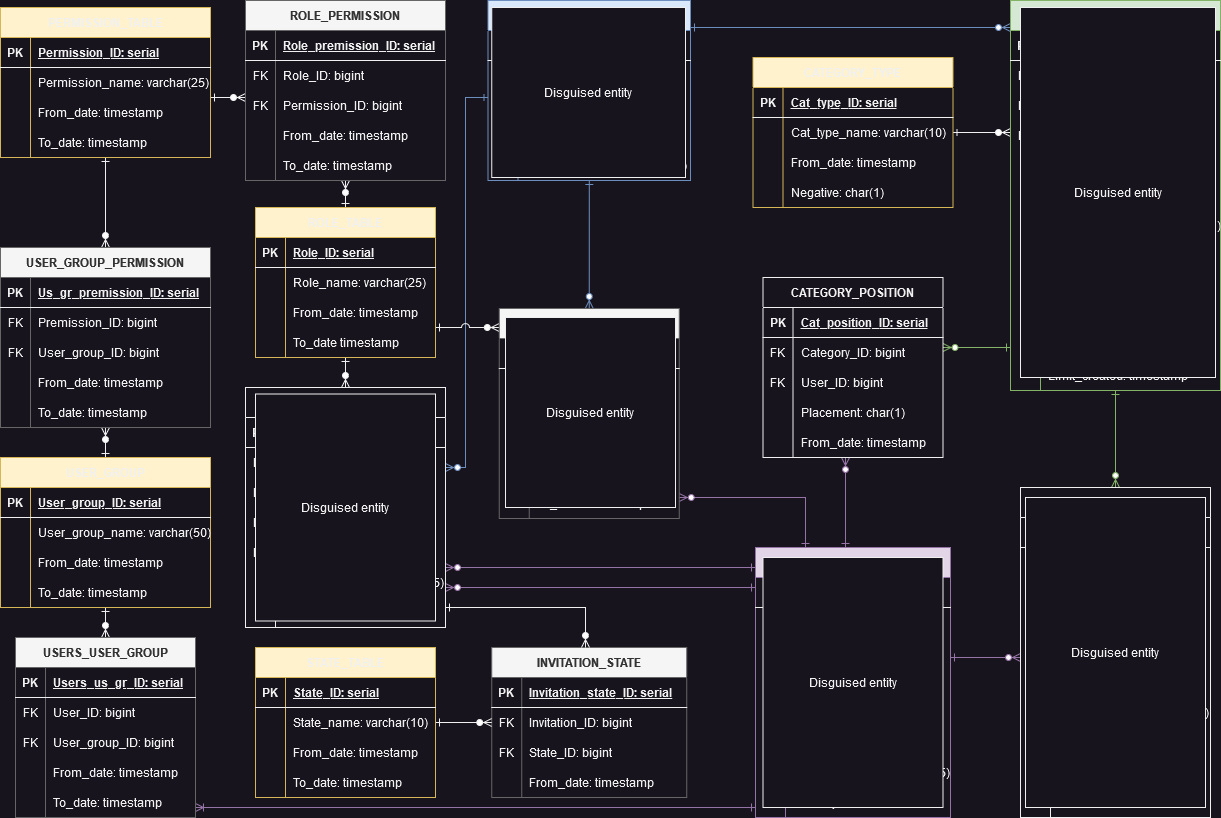 ROLE_PERMISSION
PK Role_premission_ID: serial
FK Role_ID: bigint
FK Permission_ID: bigint
From_date: timestamp
To_date: timestamp
PK Permission_ID: serial
Permission_name: varchar(25)
From_date: timestamp
To_date: timestamp
Disguised entity
PK Cat_type_ID: serial
Cat_type_name: varchar(10)
From_date: timestamp
Negative: char(1)
Disguised entity
Limit_created: timestamp
PK Role_ID: serial
Role_name: varchar(25)
From_date: timestamp
To_date timestamp
USER_GROUP_PERMISSION
PK Us_gr_premission_ID: serial
FK Premission_ID: bigint
FK User_group_ID: bigint
From_date: timestamp
To_date: timestamp
CATEGORY_POSITION
PK Cat_position_ID: serial
FK Category_ID: bigint
FK User_ID: bigint
Placement: char(1)
From_date: timestamp
Disguised entity
Disguised entity
PK User_group_ID: serial
User_group_name: varchar(50)
From_date: timestamp
To_date: timestamp
USERS_USER_GROUP
PK Users_us_gr_ID: serial
FK User_ID: bigint
FK User_group_ID: bigint
From_date: timestamp
To_date: timestamp
PK State_ID: serial
State_name: varchar(10)
From_date: timestamp
To_date: timestamp
INVITATION_STATE
PK Invitation_state_ID: serial
FK Invitation_ID: bigint
FK State_ID: bigint
From_date: timestamp
Disguised entity
Disguised entity